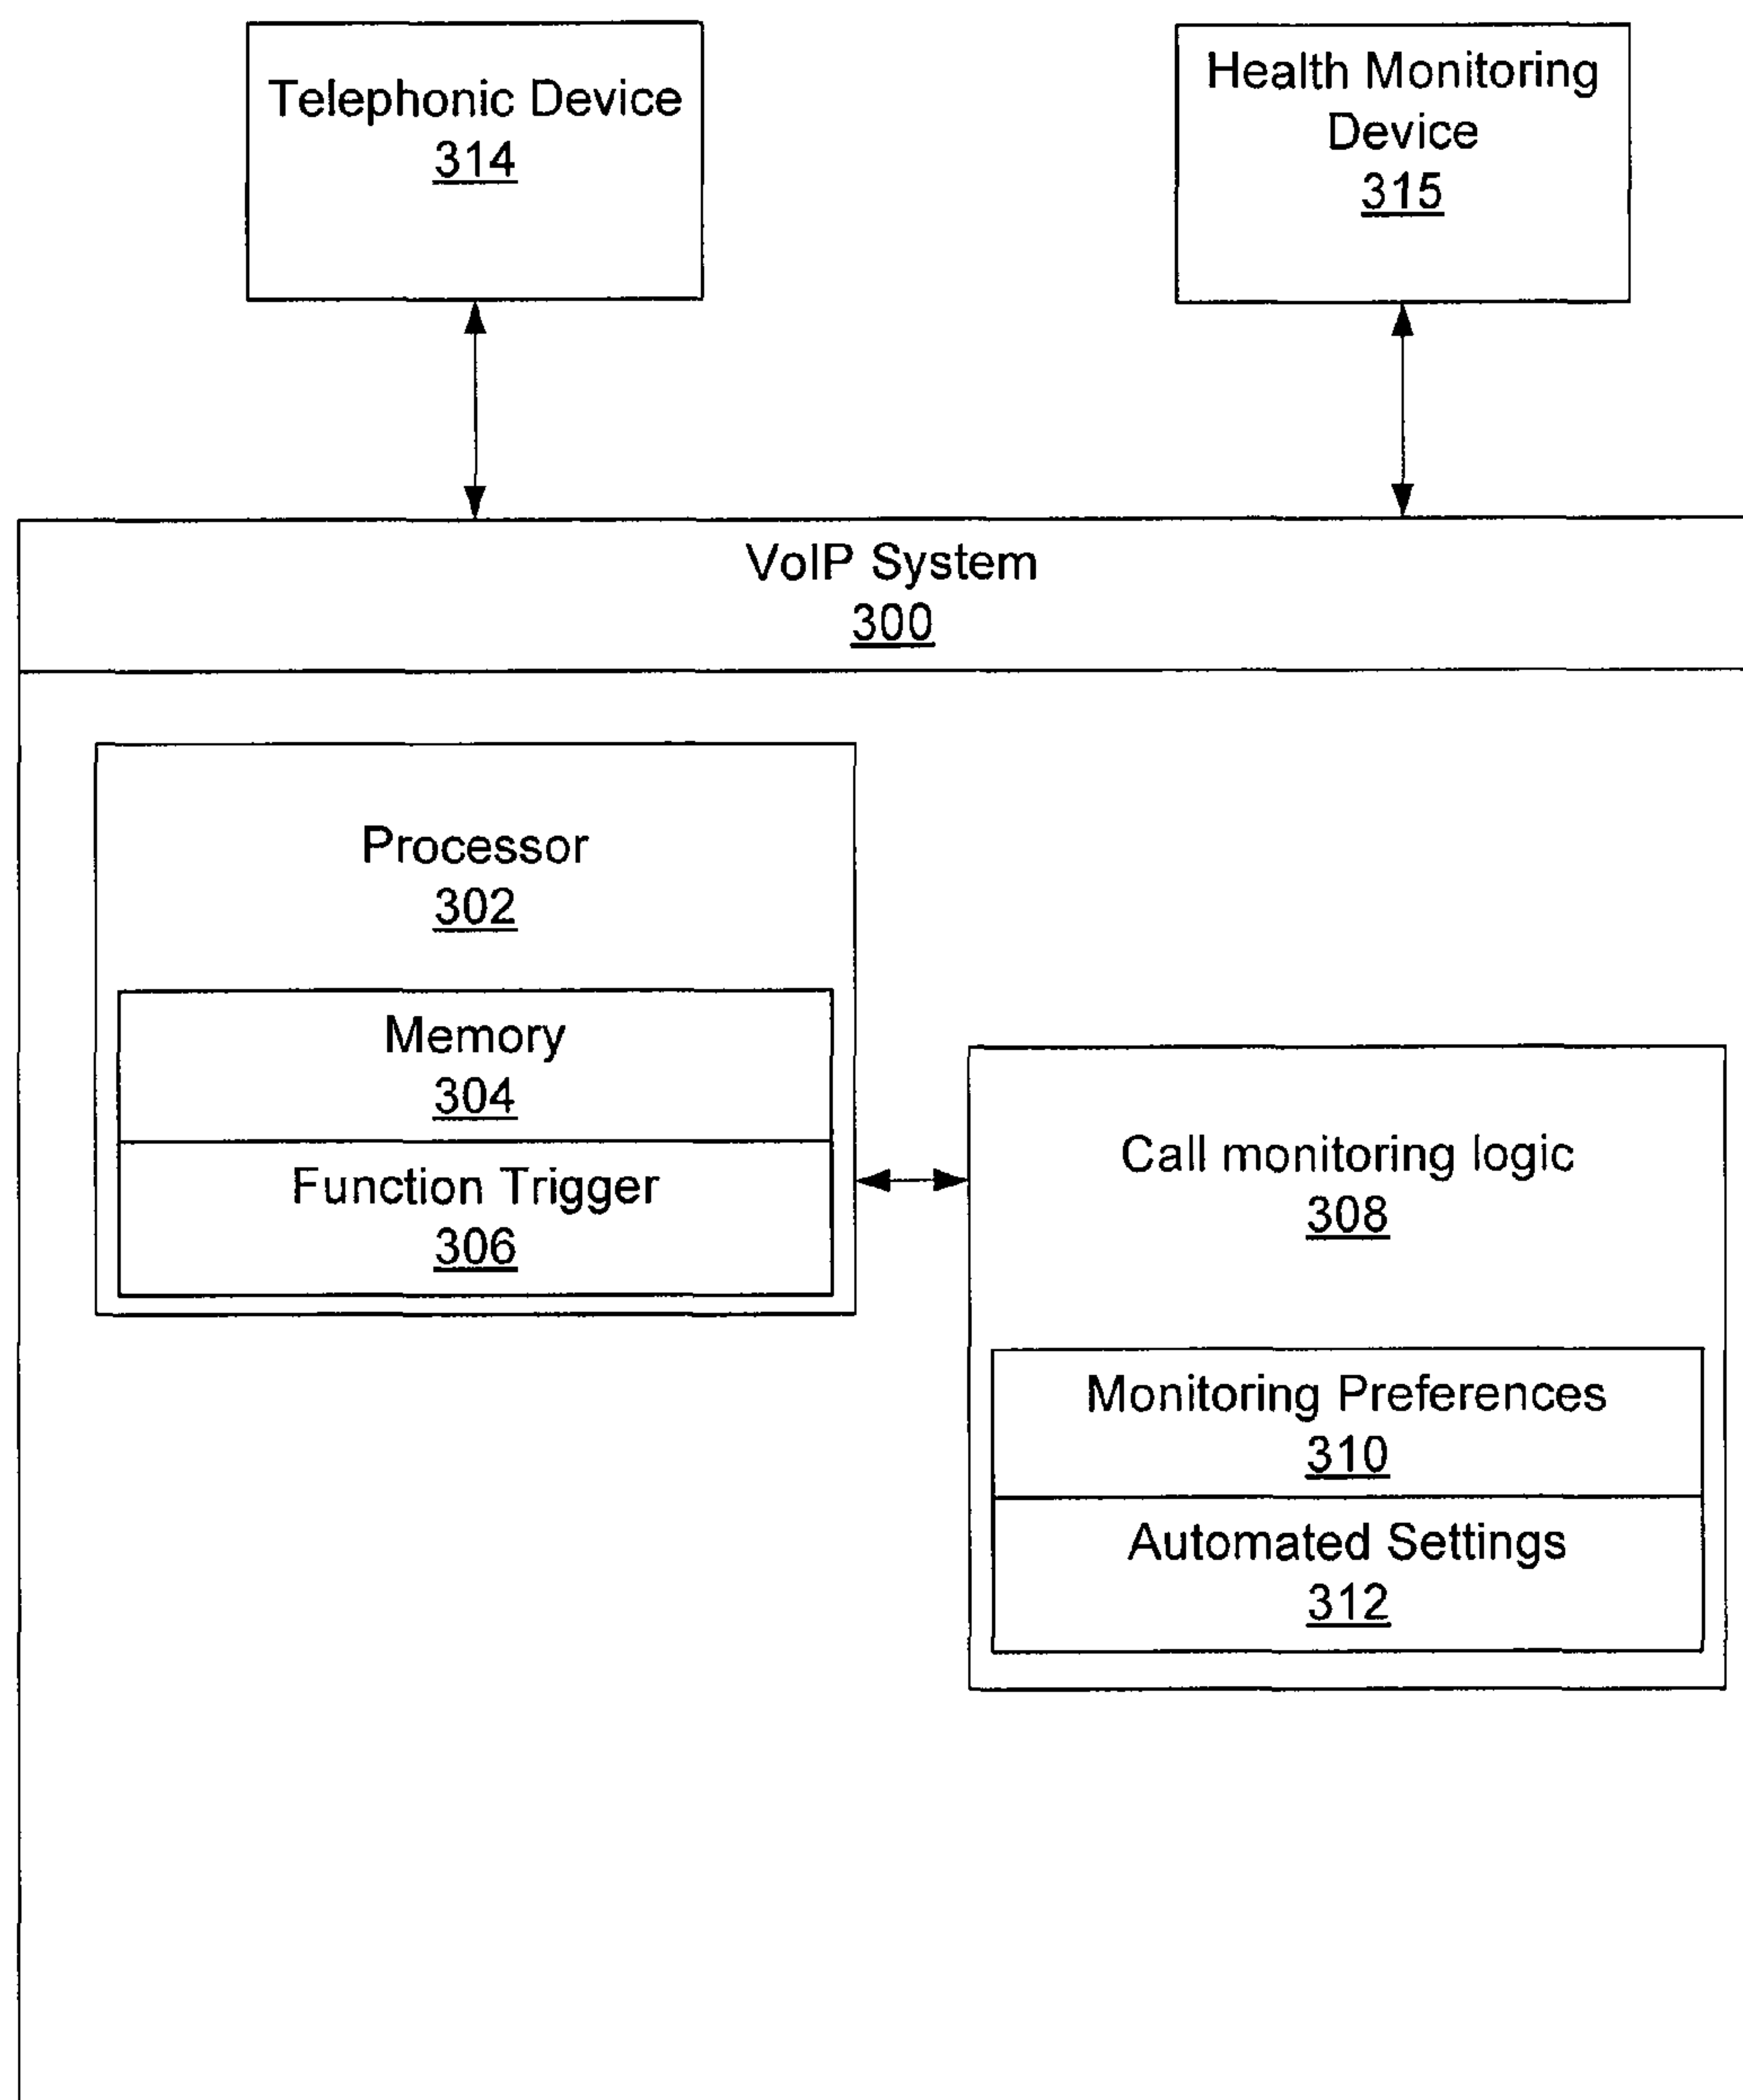 Telephonic Device
314
Health Monitoring
Device
315
VoIP System
300
Processor
302
Memory
304
Function Trigger
306
Call monitoring logic
308
Monitoring Preferences
310
Automated Settings
312